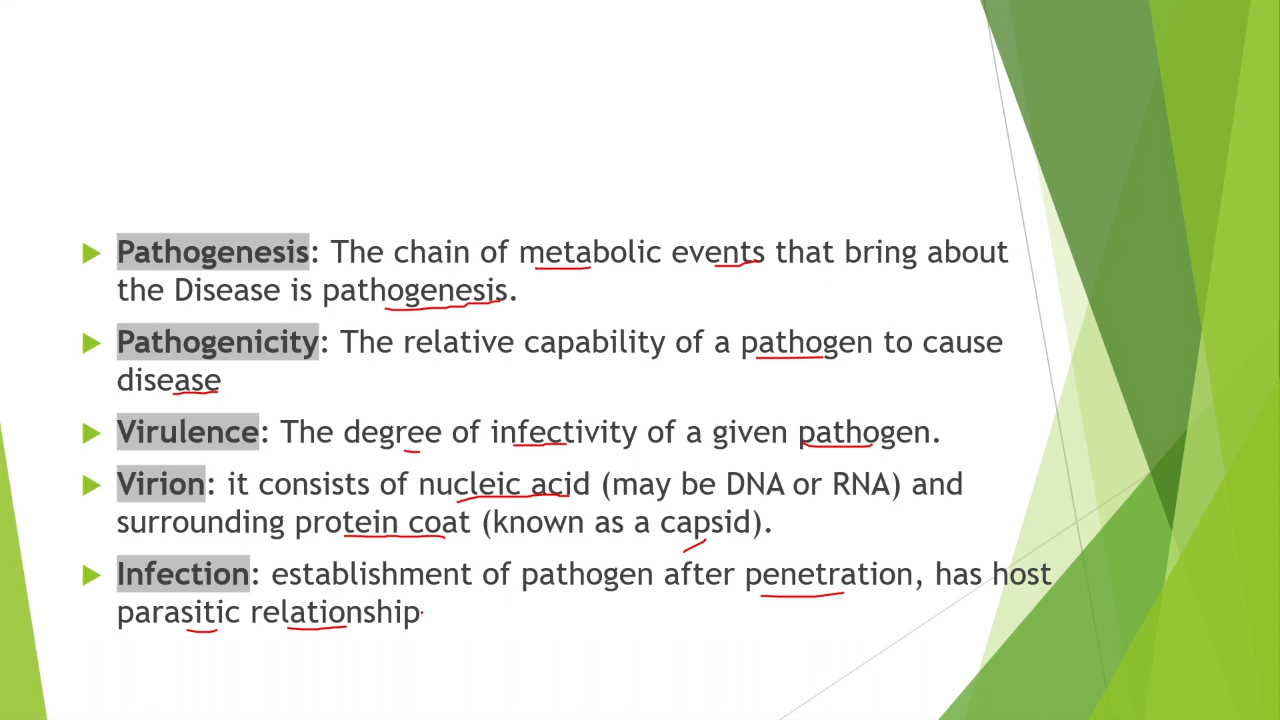 Pathogenesis: The chain of metabolic events that bring about
the Disease is pathogenesis.
Pathogenicity: The relative capability of a pathogen to cause
disease
Virulence: The degree of infectivity of a given pathogen.
Virion: it consists of nucleic acid (may be DNA or RNA) and
surrounding protein coat (known as a capsid).
Infection: establishment of pathogen after penetration, has host
parasitic relationship